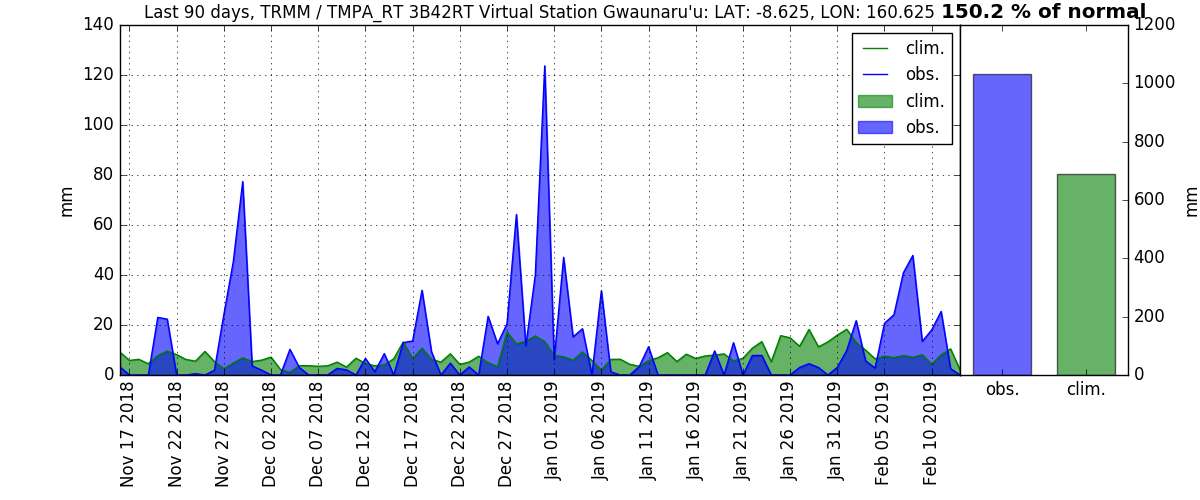 Last 90 days, TRMM / TMPA_RT 3B42RT Virtual Station Gwaunaru'u: LAT: -8.625, LON: 160.625 150.2 % of normal
140
120
100
80
60
40
20
0
mm
clim.
obs.
clim.
obs.
Nov 17 2018
Nov 22 2018
Nov 27 2018
Dec 02 2018
Dec 07 2018
Dec 12 2018
Dec 17 2018
Dec 22 2018
Dec 27 2018
Jan 01 2019
Jan 06 2019
Jan 11 2019
Jan 16 2019
Jan 21 2019
Jan 26 2019
Jan 31 2019
Feb 05 2019
Feb 10 2019
1200
1000
800
600
400
200
0
mm
obs.
clim.